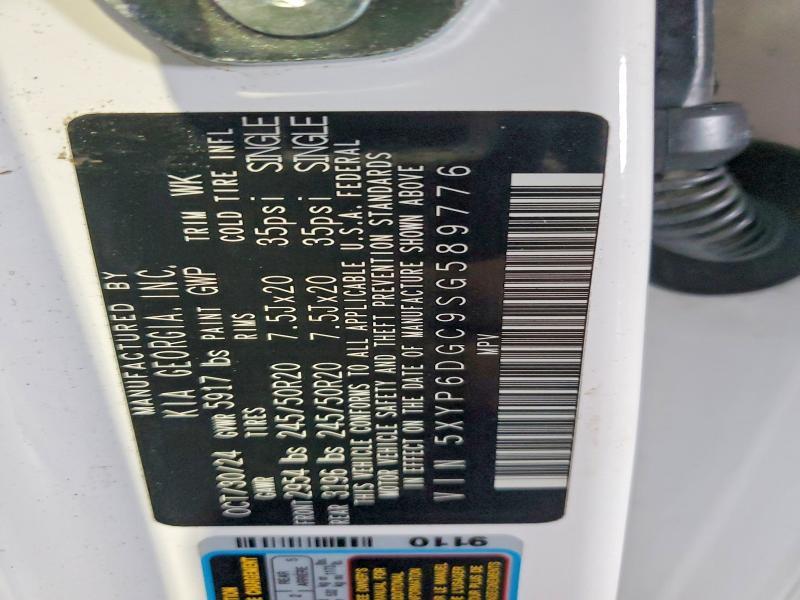 MANUFACTURED BY
KIA GEORGIA, INC.
OCT/30/24 GVWR 5917 lbs PAINT GWP TRIM WK
GAWR TIRES RIMS COLD TIRE INFL
FRONT 2954 lbs 245/50R20 7.5Jx20 35psi SINGLE
REAR 3196 lbs 245/50R20 7.5Jx20 35psi SINGLE
THIS VEHICLE CONFORMS TO ALL APPLICABLE U.S.A. FEDERAL
MOTOR VEHICLE SAFETY AND THEFT PREVENTION STANDARDS
IN EFFECT ON THE DATE OF MANUFACTURE SHOWN ABOVE
VIN 5XYP6DGC9SG589776
MPV
9110
REAR
ARRIÈRE